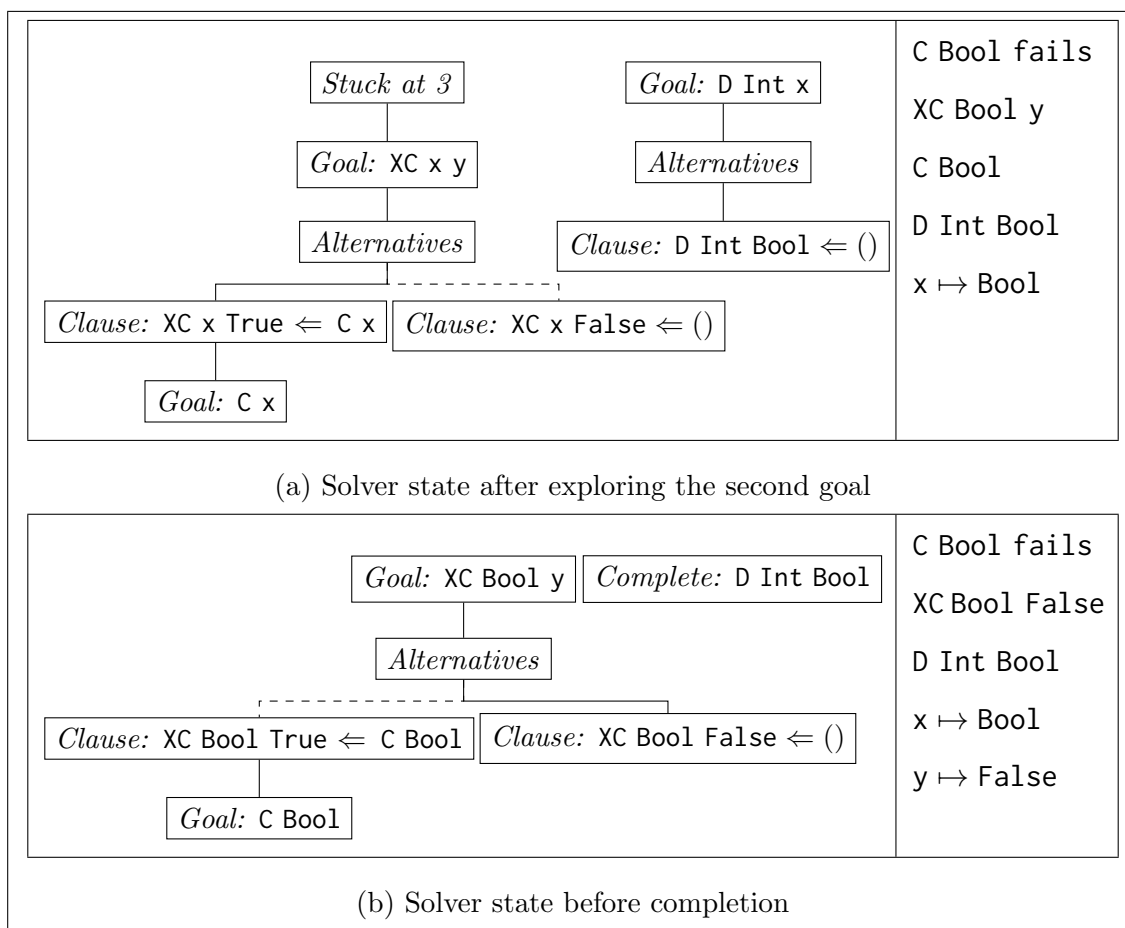 Stuck at 3
Goal: D Int x
C Bool fails
Goal: XC x y
Alternatives
XC Bool y
Alternatives
Clause: D Int Bool ⇐ ()
C Bool
D Int Bool
x ↦ Bool
Clause: XC x True ⇐ C x
Clause: XC x False ⇐ ()
Goal: C x
(a) Solver state after exploring the second goal
Goal: XC Bool y
Complete: D Int Bool
C Bool fails
XC Bool False
Alternatives
D Int Bool
x ↦ Bool
Clause: XC Bool True ⇐ C Bool
Clause: XC Bool False ⇐ ()
y ↦ False
Goal: C Bool
(b) Solver state before completion